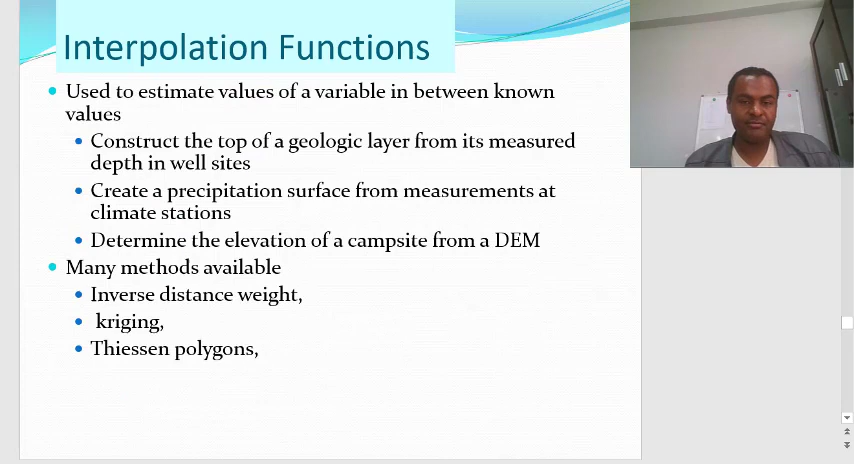 Interpolation Functions
Used to estimate values of a variable in between known
values
Construct the top of a geologic layer from its measured
depth in well sites
Create a precipitation surface from measurements at
climate stations
Determine the elevation of a campsite from a DEM
Many methods available
Inverse distance weight,
kriging,
Thiessen polygons,